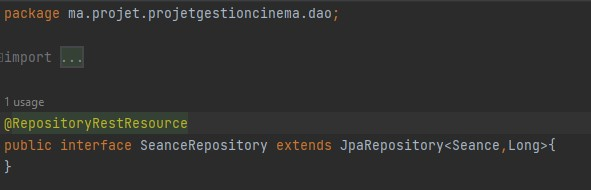 package ma.projet.projetgestioncinema.dao;
import ...
1 usage
@RepositoryRestResource
public interface SeanceRepository extends JpaRepository<Seance,Long>{
}